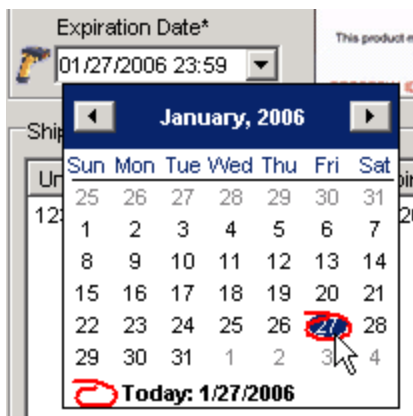 Expiration Date*
This product
01/27/2006 23:59
January, 2006
Sun Mon Tue Wed Thu Fri Sat
25 26 27 28 29 30 31
1 2 3 4 5 6 7
8 9 10 11 12 13 14
15 16 17 18 19 20 21
22 23 24 25 26 27 28
29 30 31 1 2 3 4
Today: 1/27/2006